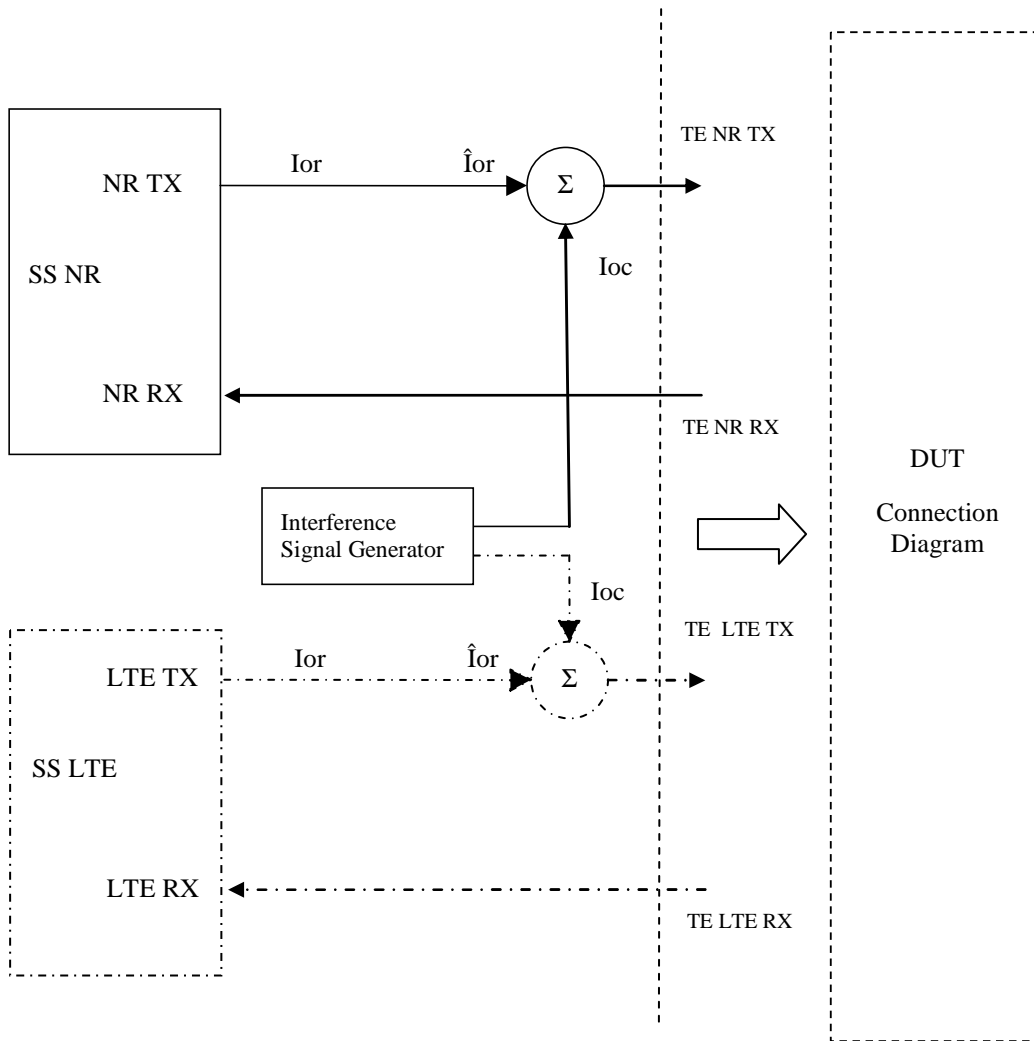 TE NR TX
Ior
Îor
NR TX
Σ
Ioc
SS NR
NR RX
TE NR RX
DUT
Connection
Diagram
Interference
Signal Generator
Ioc
TE LTE TX
Ior
Îor
LTE TX
Σ
SS LTE
LTE RX
TE LTE RX